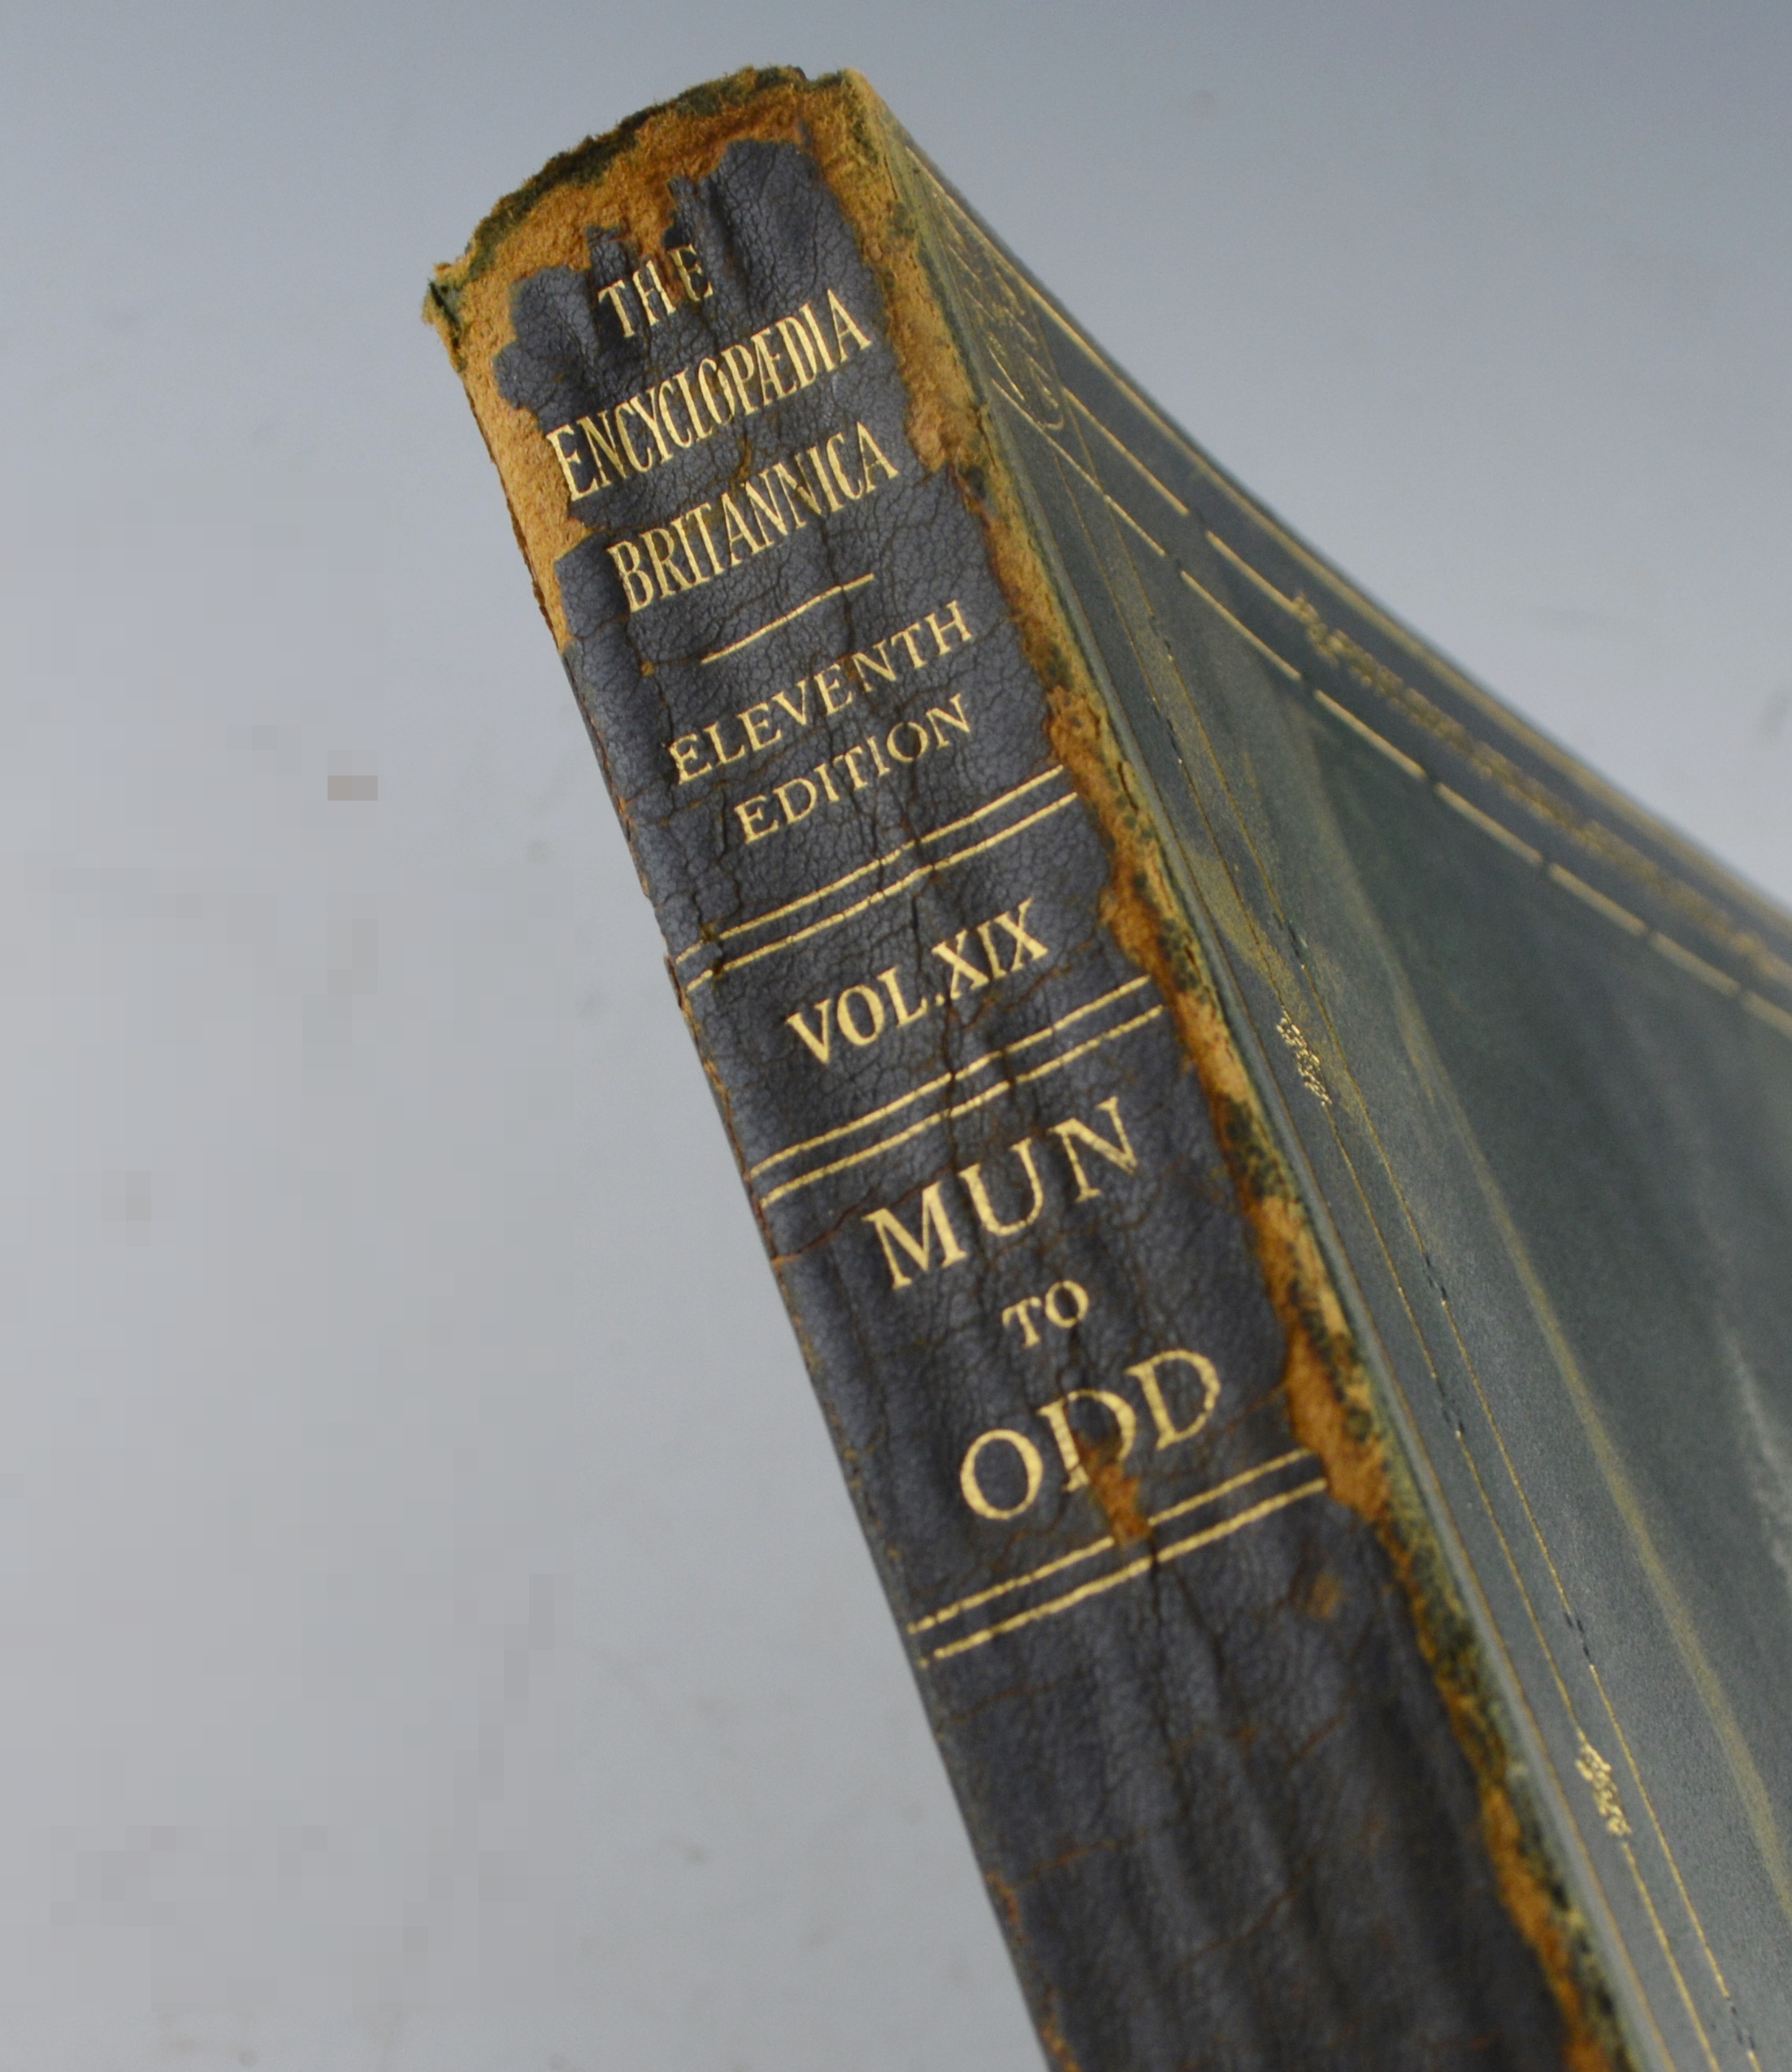 THE
ENCYCLOPÆDIA
BRITANNICA
ELEVENTH
EDITION
VOL. XIX
MUN
TO
ODD